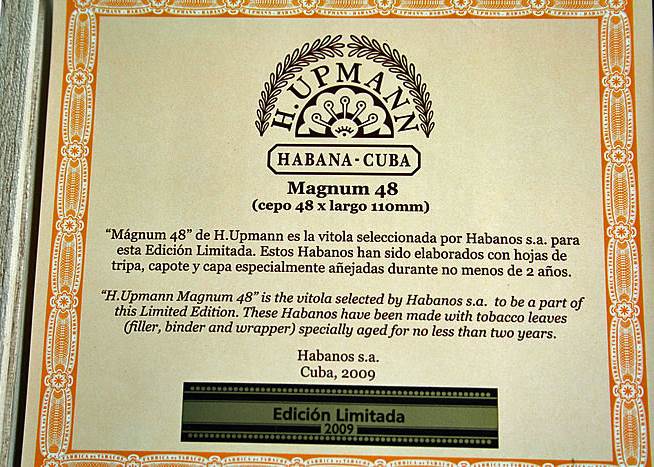 H. UPMANN
HABANA - CUBA
Magnum 48
(cepo 48 x largo 110mm)
“Mágnum 48” de H.Upmann es la vitola seleccionada por Habanos s.a. para
esta Edición Limitada. Estos Habanos han sido elaborados con hojas de
tripa, capote y capa especialmente añejadas durante no menos de 2 años.
“H.Upmann Magnum 48” is the vitola selected by Habanos s.a. to be a part of
this Limited Edition. These Habanos have been made with tobacco leaves
(filler, binder and wrapper) specially aged for no less than two years.
Habanos s.a.
Cuba, 2009
Edición Limitada
2009